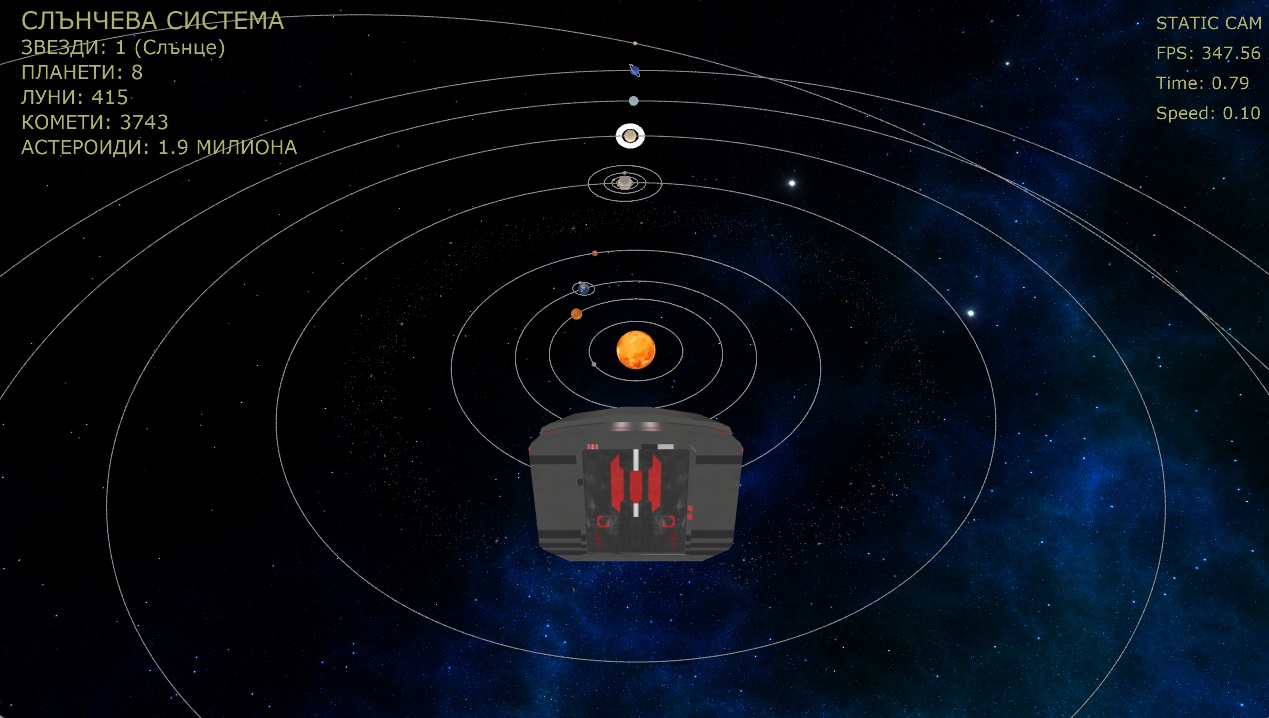 СЛЪНЧЕВА СИСТЕМА
ЗВЕЗДИ: 1 (Слънце)
ПЛАНЕТИ: 8
ЛУНИ: 415
КОМЕТИ: 3743
АСТЕРОИДИ: 1.9 МИЛИОНА
STATIC CAM
FPS: 347.56
Time: 0.79
Speed: 0.10